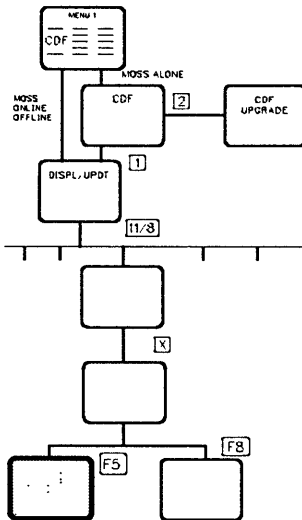 MENU 1
CDF
MOSS
ONLINE
OFFLINE
MOSS ALONE
CDF
2
CDF
UPGRADE
1
DISPL/UPDT
11/8
X
F5
F8